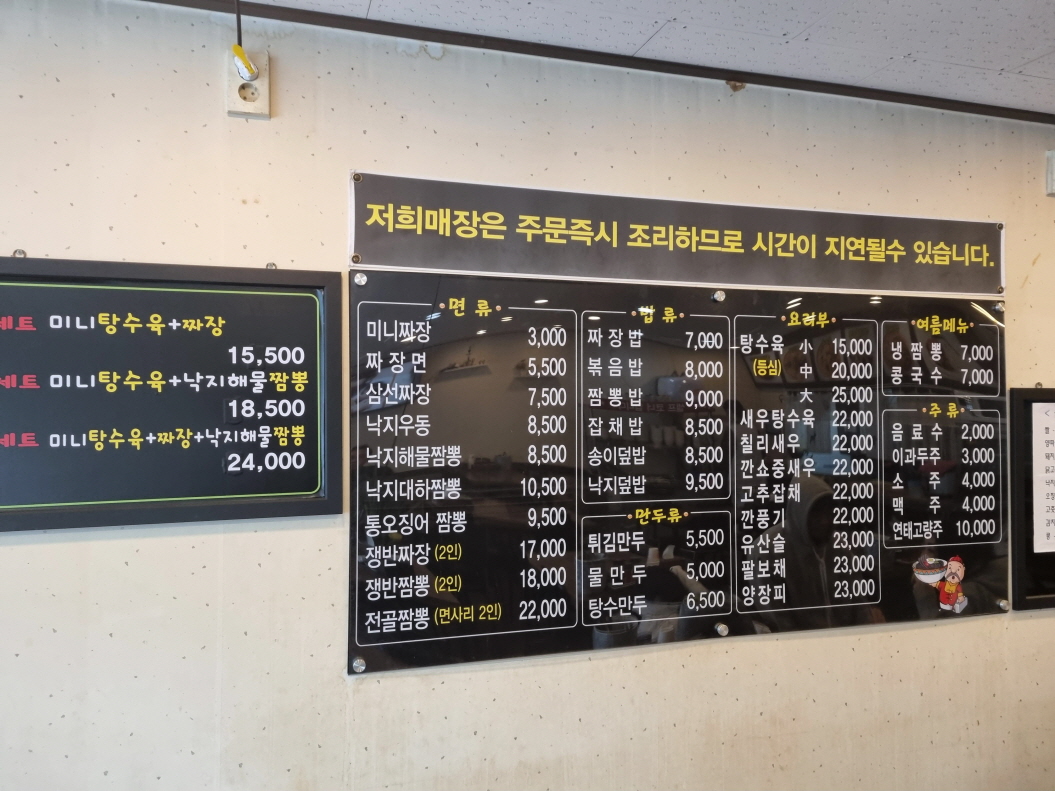 저희매장은 주문즉시 조리하므로 시간이 지연될수 있습니다.
세트 미니탕수육+짜장
15,500
세트 미니탕수육+낙지해물짬뽕
18,500
세트 미니탕수육+짜장+낙지해물짬뽕
24,000
면 류
미니짜장 3,000
짜 장 면 5,500
삼선짜장 7,500
낙지우동 8,500
낙지해물짬뽕 8,500
낙지대하짬뽕 10,500
통오징어 짬뽕 9,500
쟁반짜장 (2인) 17,000
쟁반짬뽕 (2인) 18,000
전골짬뽕 (면사리 2인) 22,000
밥 류
짜 장 밥 7,000
볶 음 밥 8,000
짬 뽕 밥 9,000
잡 채 밥 8,500
송이덮밥 8,500
낙지덮밥 9,500
만두류
튀김만두 5,500
물 만 두 5,000
탕수만두 6,500
요리부
탕수육 小 15,000
(등심) 中 20,000
大 25,000
새우탕수육 22,000
칠리새우 22,000
깐쇼중새우 22,000
고추잡채 22,000
깐풍기 22,000
유산슬 23,000
팔보채 23,000
양장피 23,000
여름메뉴
냉 짬 뽕 7,000
콩 국 수 7,000
주 류
음 료 수 2,000
이과두주 3,000
소 주 4,000
맥 주 4,000
연태고량주 10,000